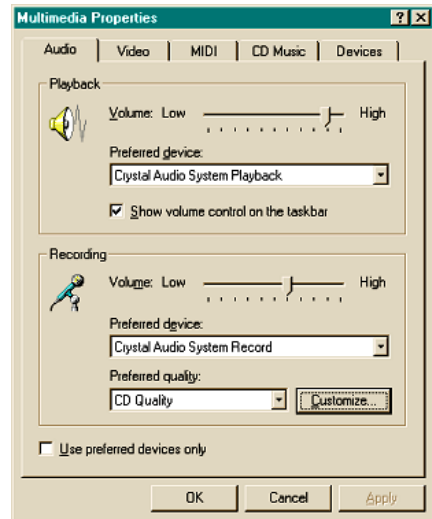 Multimedia Properties ? ×
Audio Video MIDI CD Music Devices
Playback
Volume: Low High
Preferred device:
Crystal Audio System Playback
Show volume control on the taskbar
Recording
Volume: Low High
Preferred device:
Crystal Audio System Record
Preferred quality:
CD Quality Customize...
Use preferred devices only
OK Cancel Apply